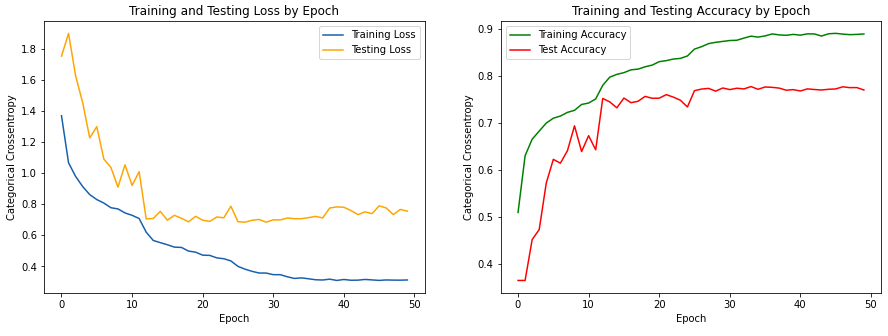 Training and Testing Loss by Epoch
Training Loss
Testing Loss
Categorical Crossentropy
1.8
1.6
1.4
1.2
1.0
0.8
0.6
0.4
0 10 20 30 40 50
Epoch
Training and Testing Accuracy by Epoch
Training Accuracy
Test Accuracy
Categorical Crossentropy
0.9
0.8
0.7
0.6
0.5
0.4
0 10 20 30 40 50
Epoch